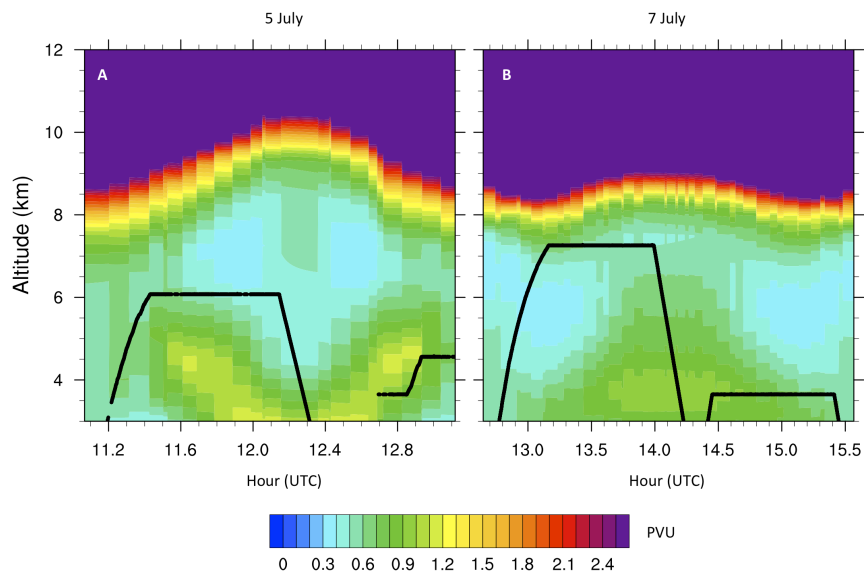 5 July
7 July
A
B
12
10
8
6
4
Altitude (km)
11.2 11.6 12.0 12.4 12.8
13.0 13.5 14.0 14.5 15.0 15.5
Hour (UTC)
Hour (UTC)
PVU
0 0.3 0.6 0.9 1.2 1.5 1.8 2.1 2.4